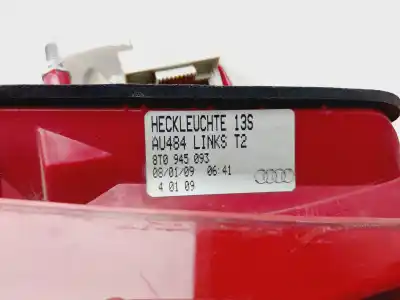 HECKLEUCHTE 13S
AU484 LINKS T2
8T0 945 093
08/01/09 06:41
4 01 09